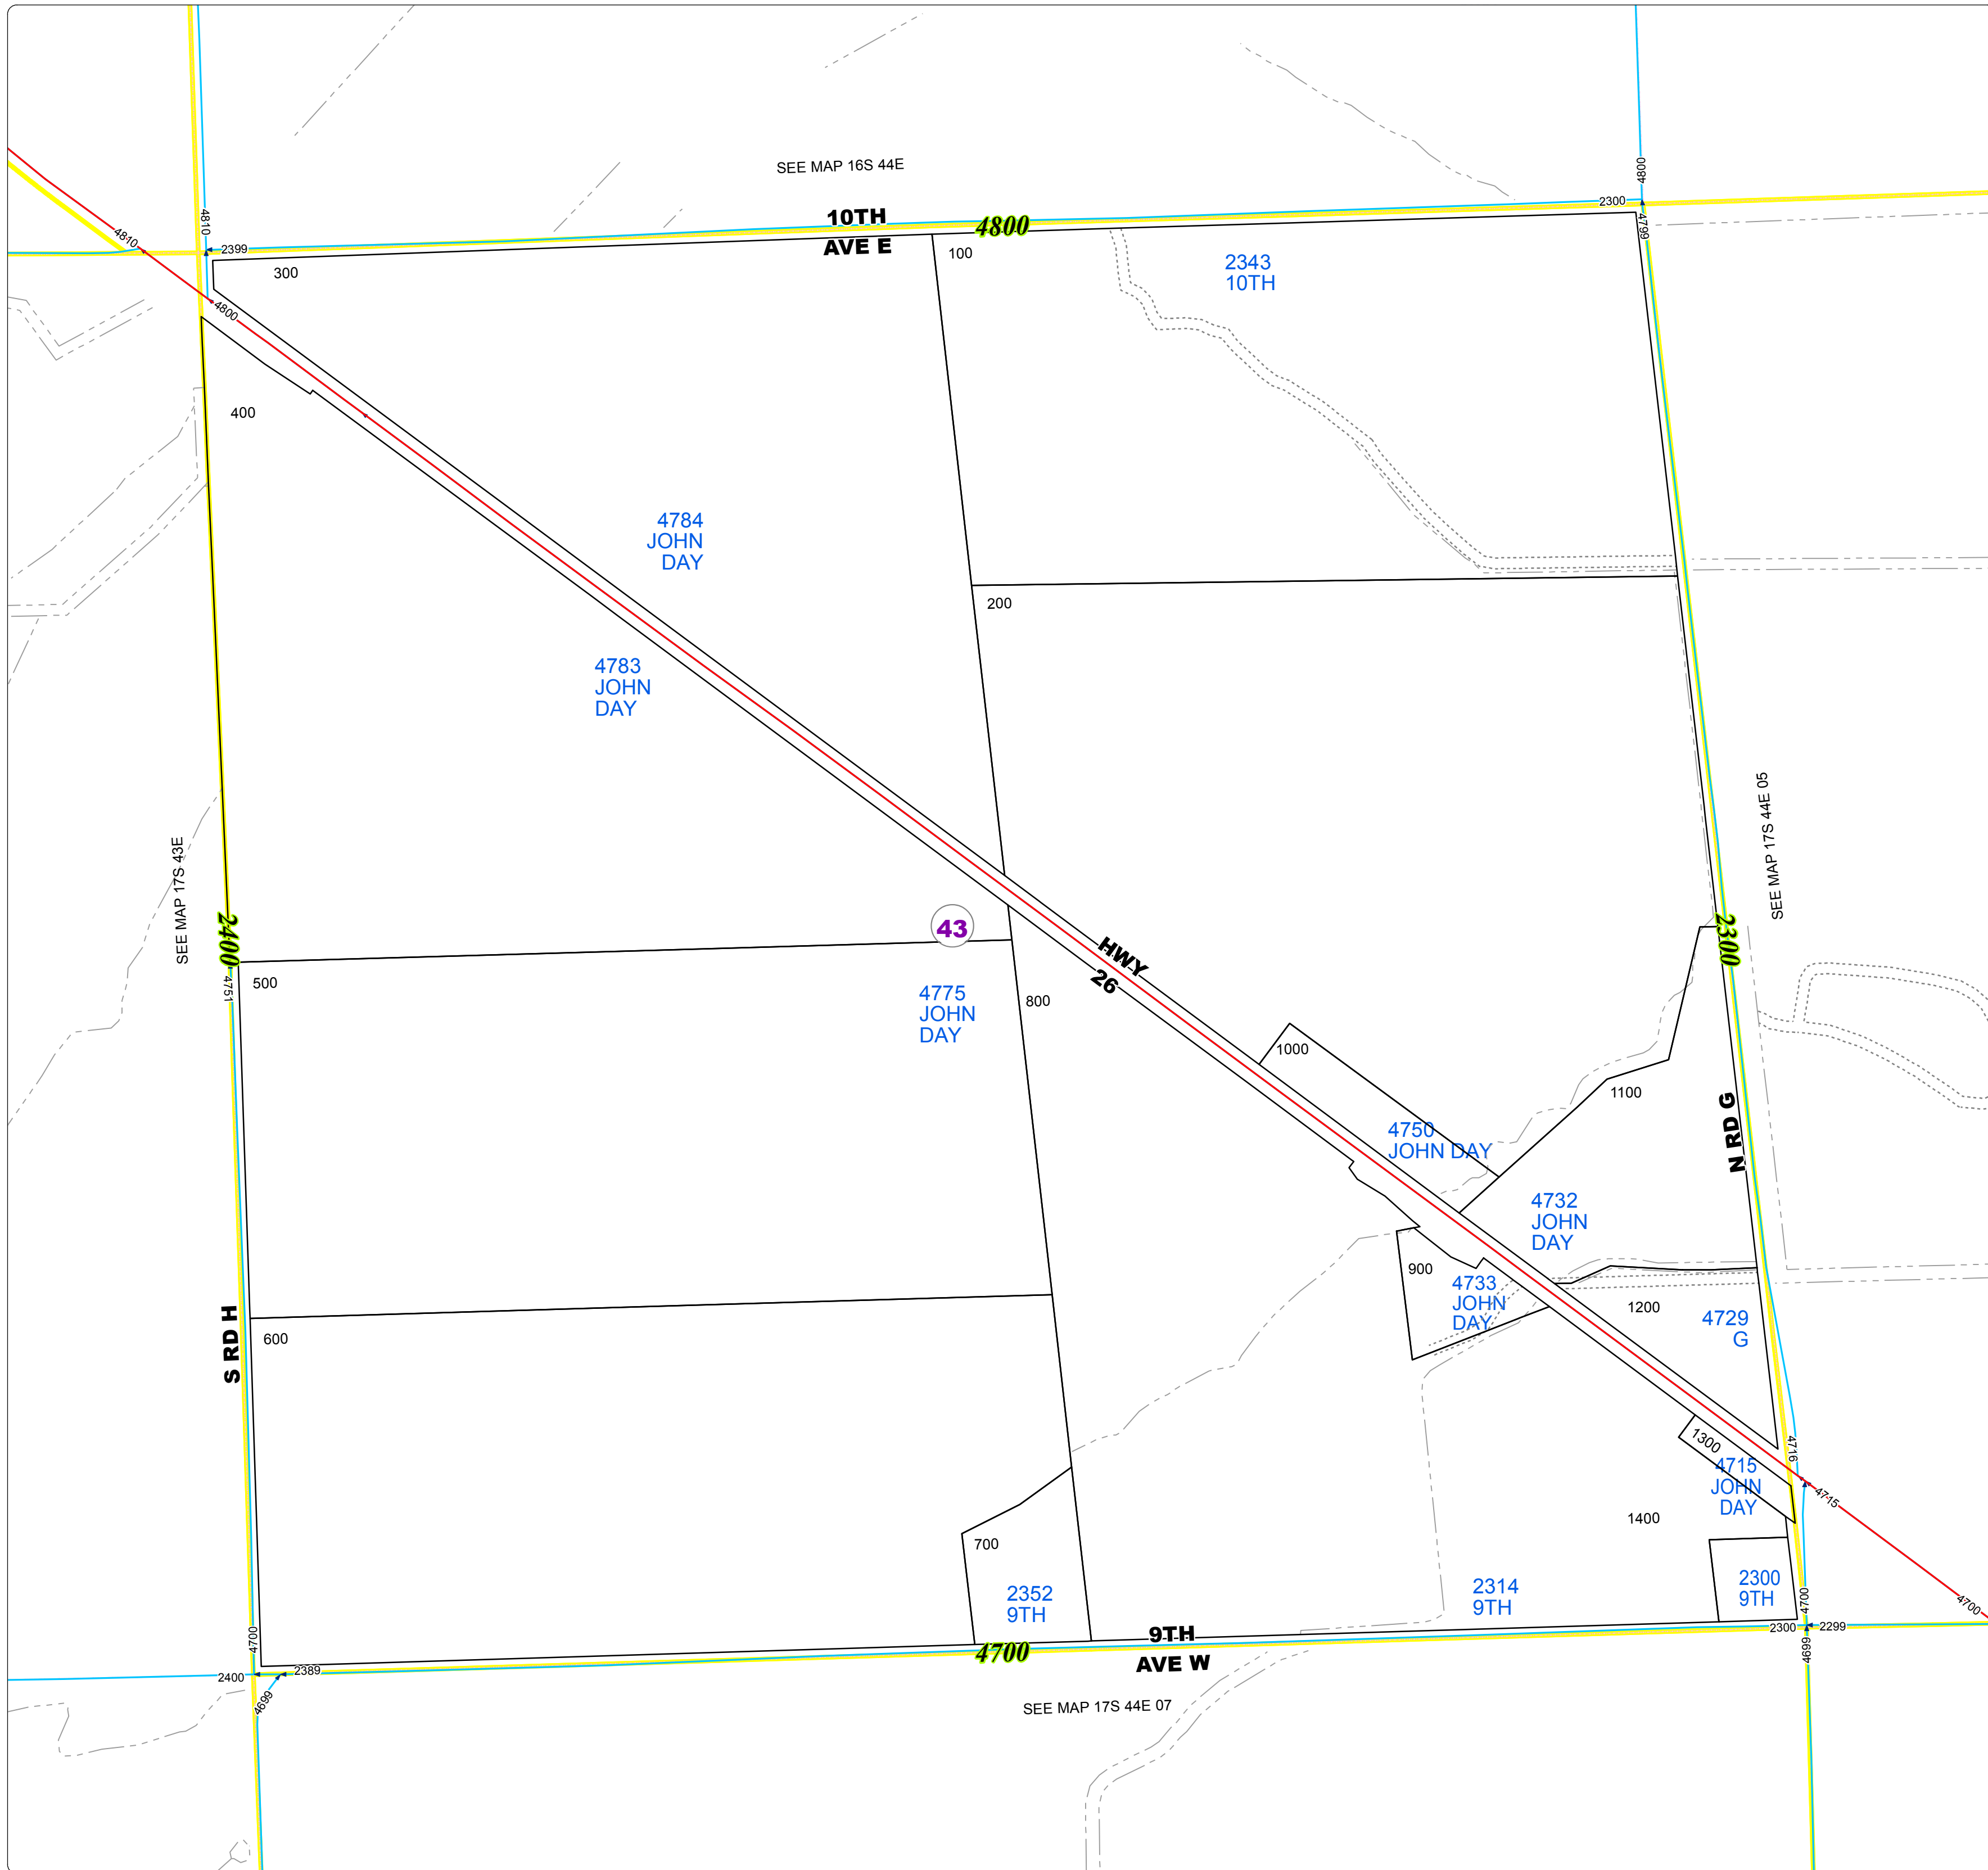 SEE MAP 16S 44E
4800
4810
10TH
4800
2300
4799
4810
2399
AVE E
300
100
2343
10TH
4800
400
4784
JOHN
DAY
200
4783
JOHN
DAY
SEE MAP 17S 44E 05
SEE MAP 17S 43E
2400
43
2300
HWY
26
4751
500
4775
JOHN
DAY
800
1000
1100
N RD G
4750
JOHN DAY
4732
JOHN
DAY
900
4733
JOHN
DAY
1200
4729
G
S RD H
600
1300
4716
4715
JOHN
DAY
4715
1400
700
2352
9TH
2314
9TH
2300
9TH
4700
4700
4700
9TH
4700
AVE W
2300
2299
4699
2400
2389
4699
SEE MAP 17S 44E 07